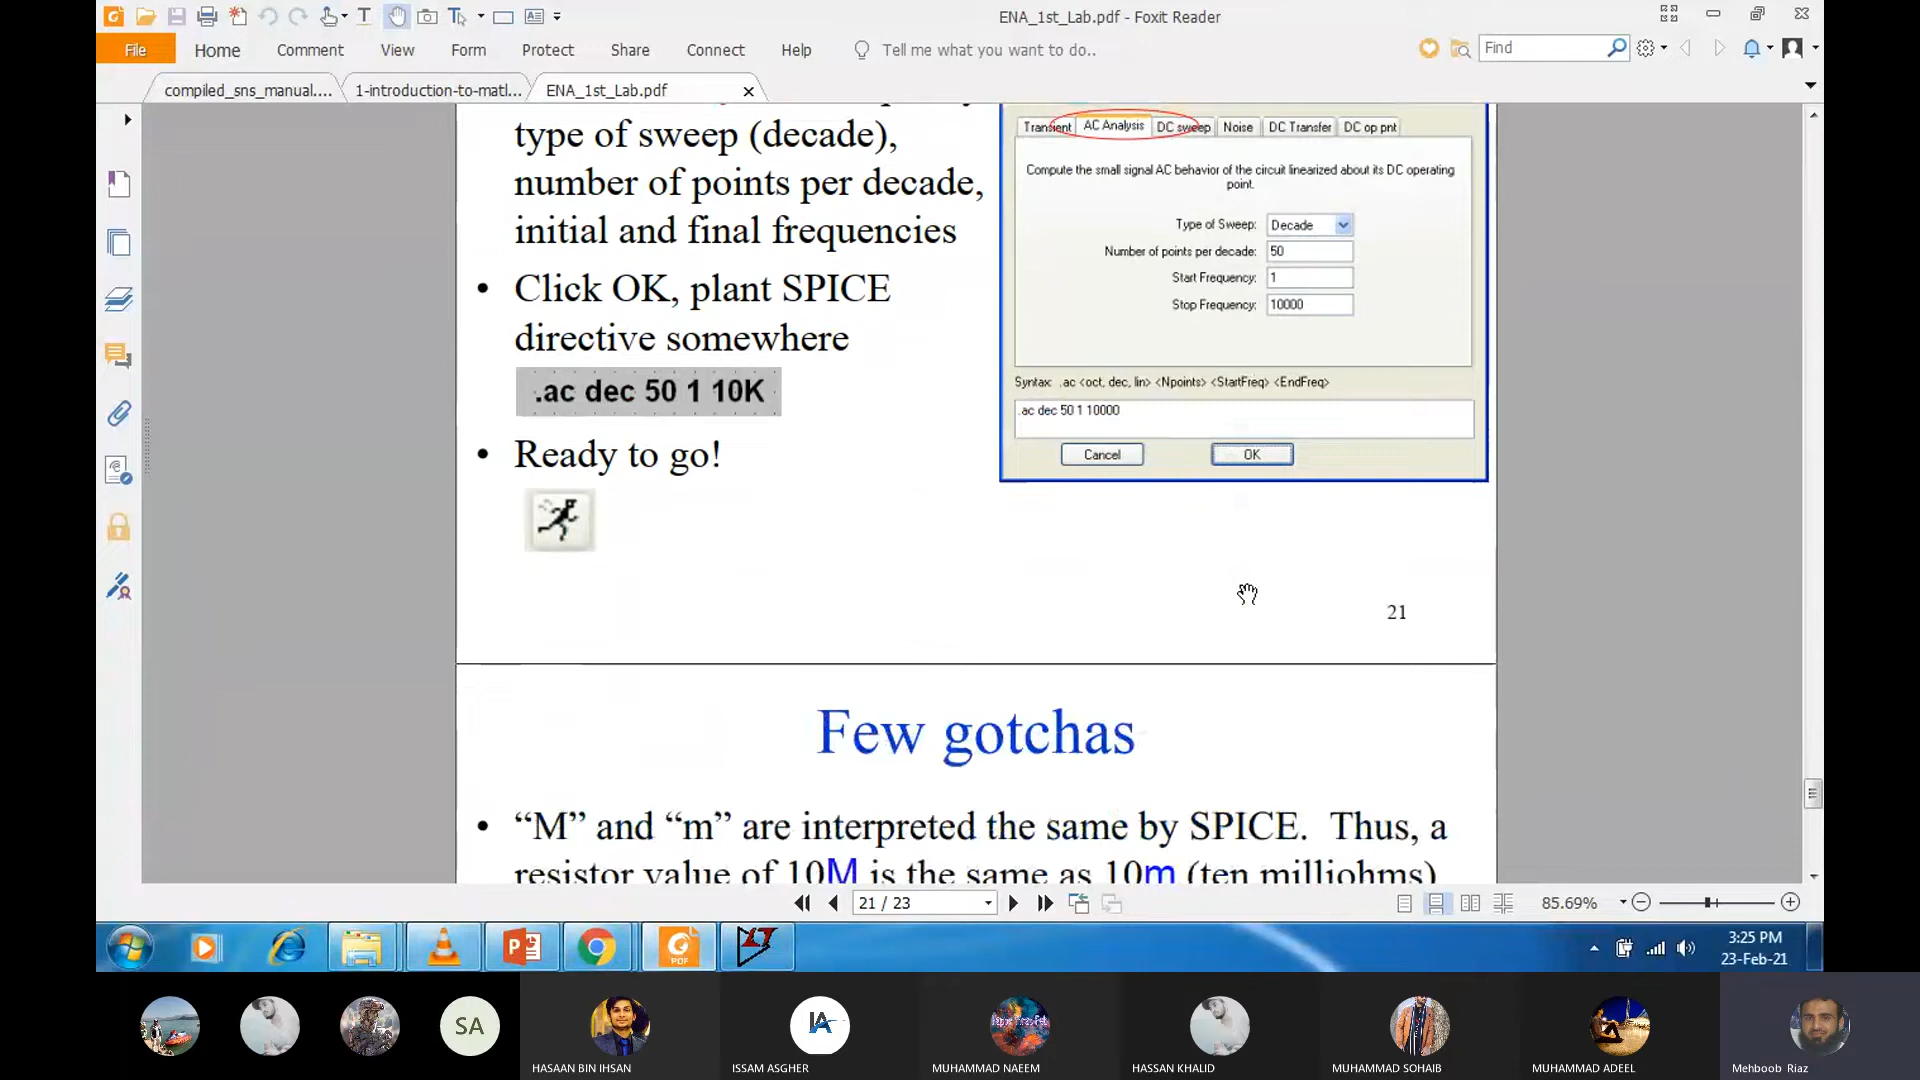 ENA_1st_Lab.pdf - Foxit Reader
File Home Comment View Form Protect Share Connect Help Tell me what you want to do.. Find
compiled_sns_manual.... 1-introduction-to-matl... ENA_1st_Lab.pdf
type of sweep (decade),
number of points per decade,
initial and final frequencies
• Click OK, plant SPICE
directive somewhere
.ac dec 50 1 10K
• Ready to go!
Transient AC Analysis DC sweep Noise DC Transfer DC op pnt
Compute the small signal AC behavior of the circuit linearized about its DC operating
point.
Type of Sweep: Decade
Number of points per decade: 50
Start Frequency: 1
Stop Frequency: 10000
Syntax: .ac <oct, dec, lin> <Npoints> <StartFreq> <EndFreq>
.ac dec 50 1 10000
Cancel OK
21
Few gotchas
• “M” and “m” are interpreted the same by SPICE. Thus, a
resistor value of 10M is the same as 10m (ten milliohms)
21 / 23
85.69%
PDF
3:25 PM
23-Feb-21
SA
IA
HASAAN BIN IHSAN
ISSAM ASGHER
MUHAMMAD NAEEM
HASSAN KHALID
MUHAMMAD SOHAIB
MUHAMMAD ADEEL
Mehboob Riaz